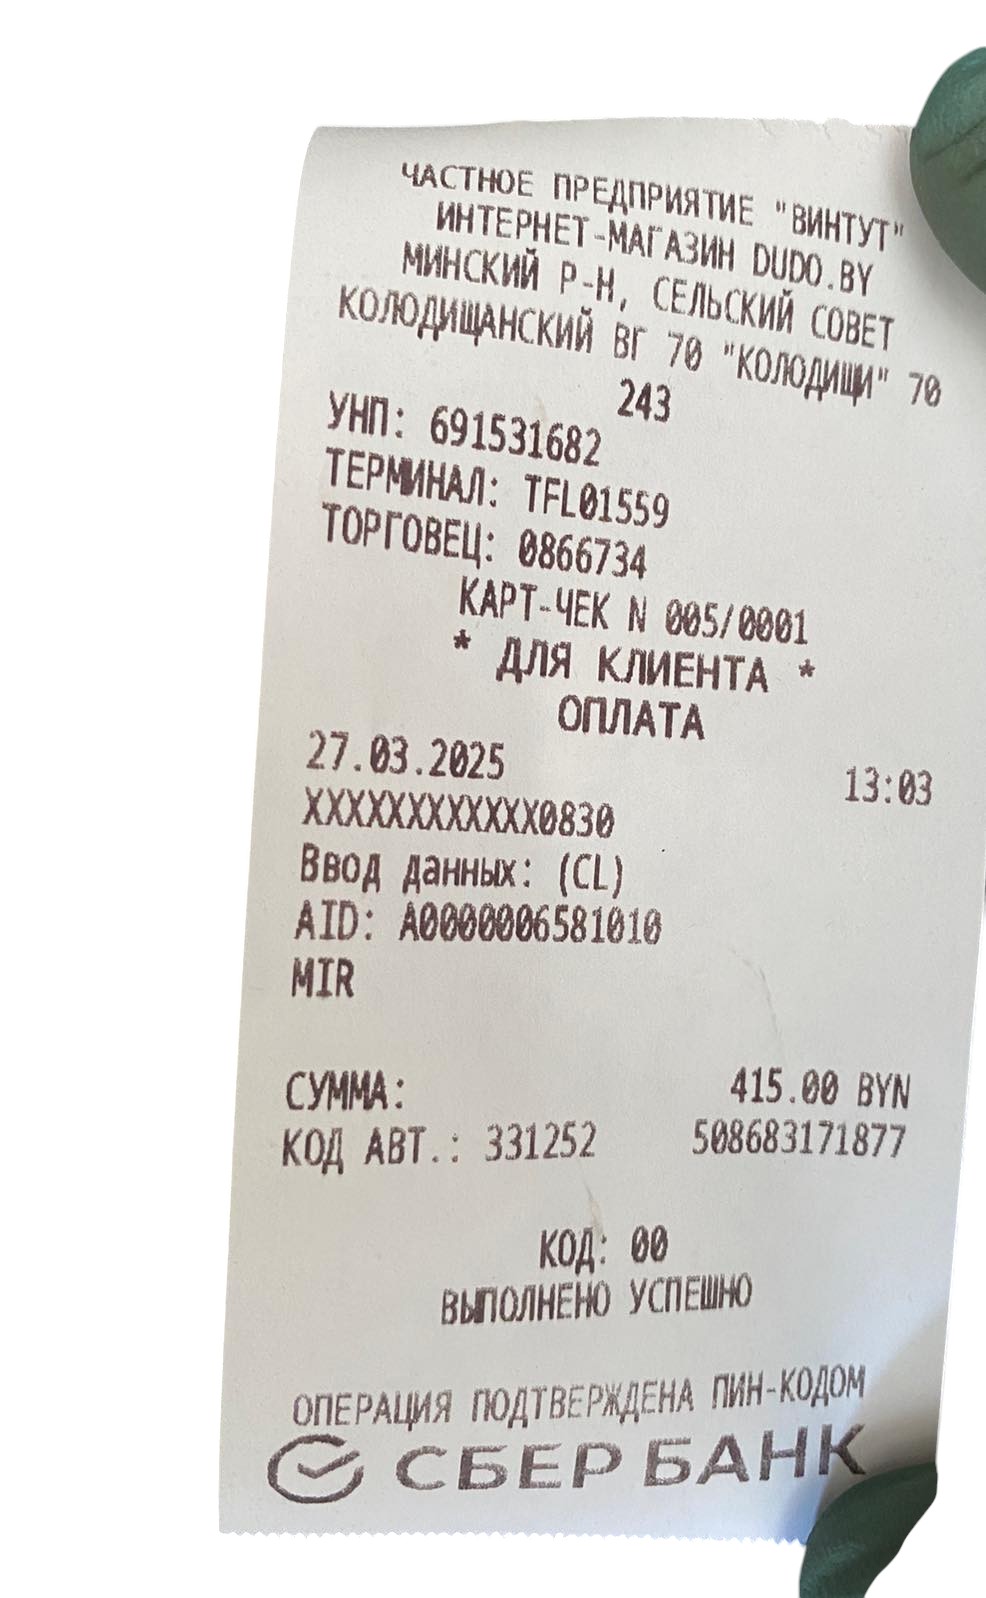 ЧАСТНОЕ ПРЕДПРИЯТИЕ "ВИНТУТ"
ИНТЕРНЕТ-МАГАЗИН DUDO.BY
МИНСКИЙ Р-Н, СЕЛЬСКИЙ СОВЕТ
КОЛОДИЩАНСКИЙ ВГ 70 "КОЛОДИЩИ" 70
243
УНП: 691531682
ТЕРМИНАЛ: TFL01559
ТОРГОВЕЦ: 0866734
КАРТ-ЧЕК N 005/0001
* ДЛЯ КЛИЕНТА *
ОПЛАТА
27.03.2025 13:03
XXXXXXXXXXXX0830
Ввод данных: (CL)
AID: A0000006581010
MIR
СУММА: 415.00 BYN
КОД АВТ.: 331252 508683171877
КОД: 00
ВЫПОЛНЕНО УСПЕШНО
ОПЕРАЦИЯ ПОДТВЕРЖДЕНА ПИН-КОДОМ
СБЕР БАНК